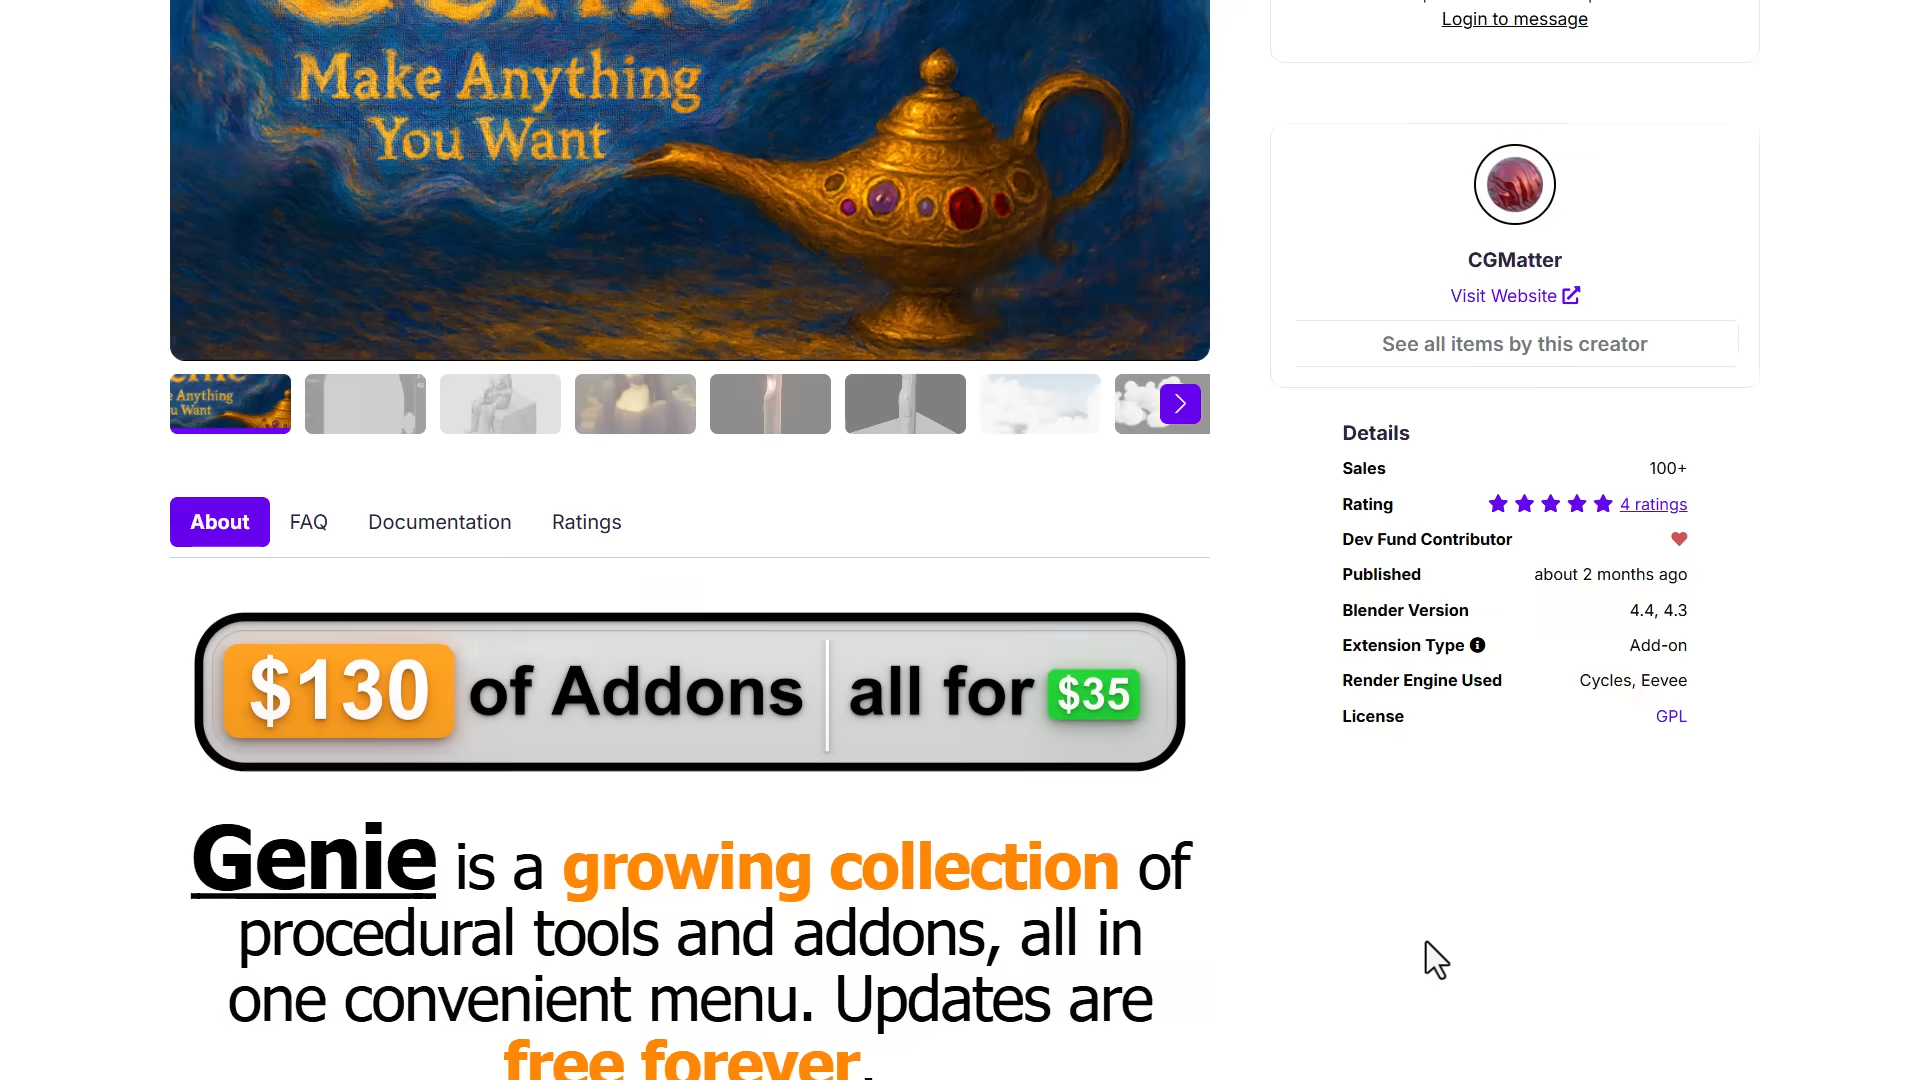 Make Anything
You Want
Login to message
CGMatter
Visit Website
See all items by this creator
Anything
u Want
About
FAQ
Documentation
Ratings
$130 of Addons
all for $35
Genie is a growing collection of
procedural tools and addons, all in
one convenient menu. Updates are
free forever.
Details
Sales 100+
Rating 4 ratings
Dev Fund Contributor
Published about 2 months ago
Blender Version 4.4, 4.3
Extension Type Add-on
Render Engine Used Cycles, Eevee
License GPL